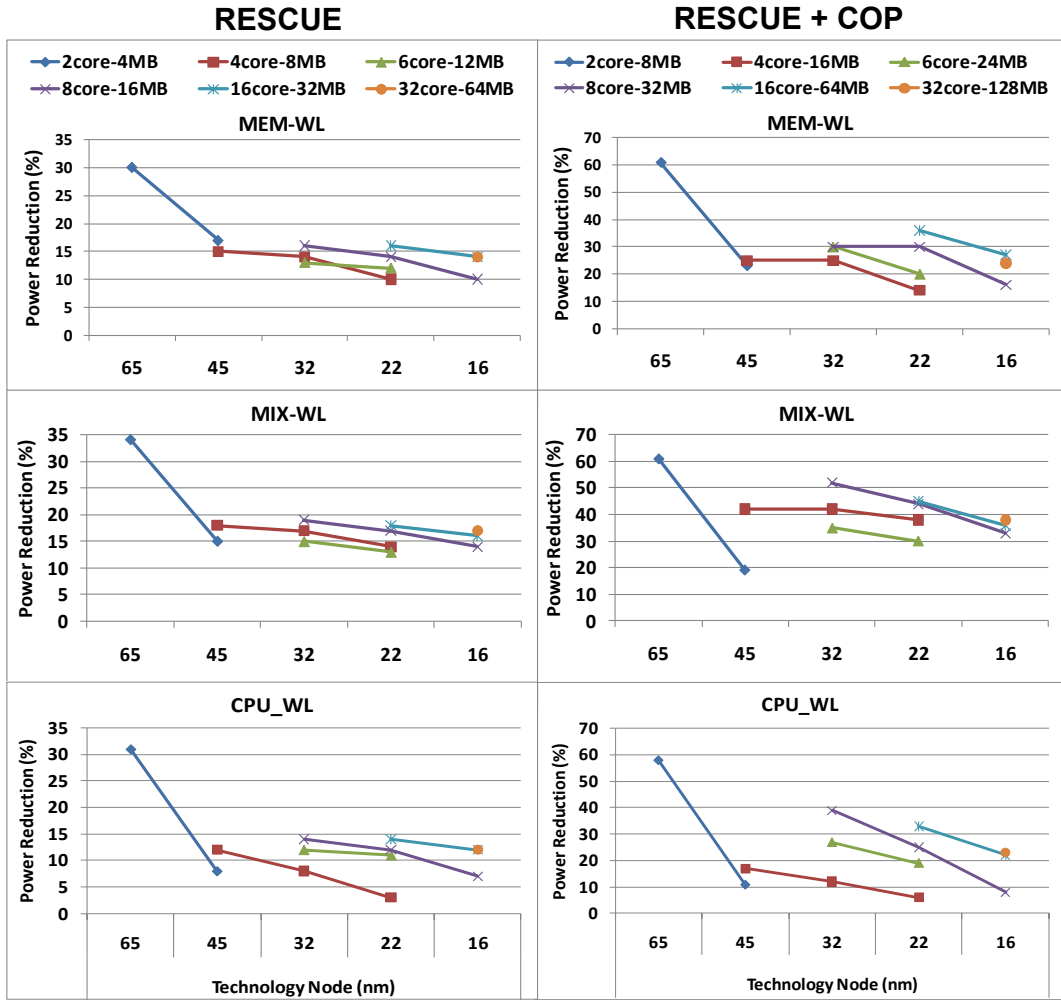 RESCUE
RESCUE + COP
2core-4MB 4core-8MB 6core-12MB
8core-16MB 16core-32MB 32core-64MB
MEM-WL
Power Reduction (%)
35
30
25
20
15
10
5
0
65 45 32 22 16
2core-8MB 4core-16MB 6core-24MB
8core-32MB 16core-64MB 32core-128MB
MEM-WL
Power Reduction (%)
70
60
50
40
30
20
10
0
65 45 32 22 16
MIX-WL
Power Reduction (%)
35
30
25
20
15
10
5
0
65 45 32 22 16
MIX-WL
Power Reduction (%)
70
60
50
40
30
20
10
0
65 45 32 22 16
CPU_WL
Power Reduction (%)
35
30
25
20
15
10
5
0
65 45 32 22 16
Technology Node (nm)
CPU_WL
Power Reduction (%)
70
60
50
40
30
20
10
0
65 45 32 22 16
Technology Node (nm)